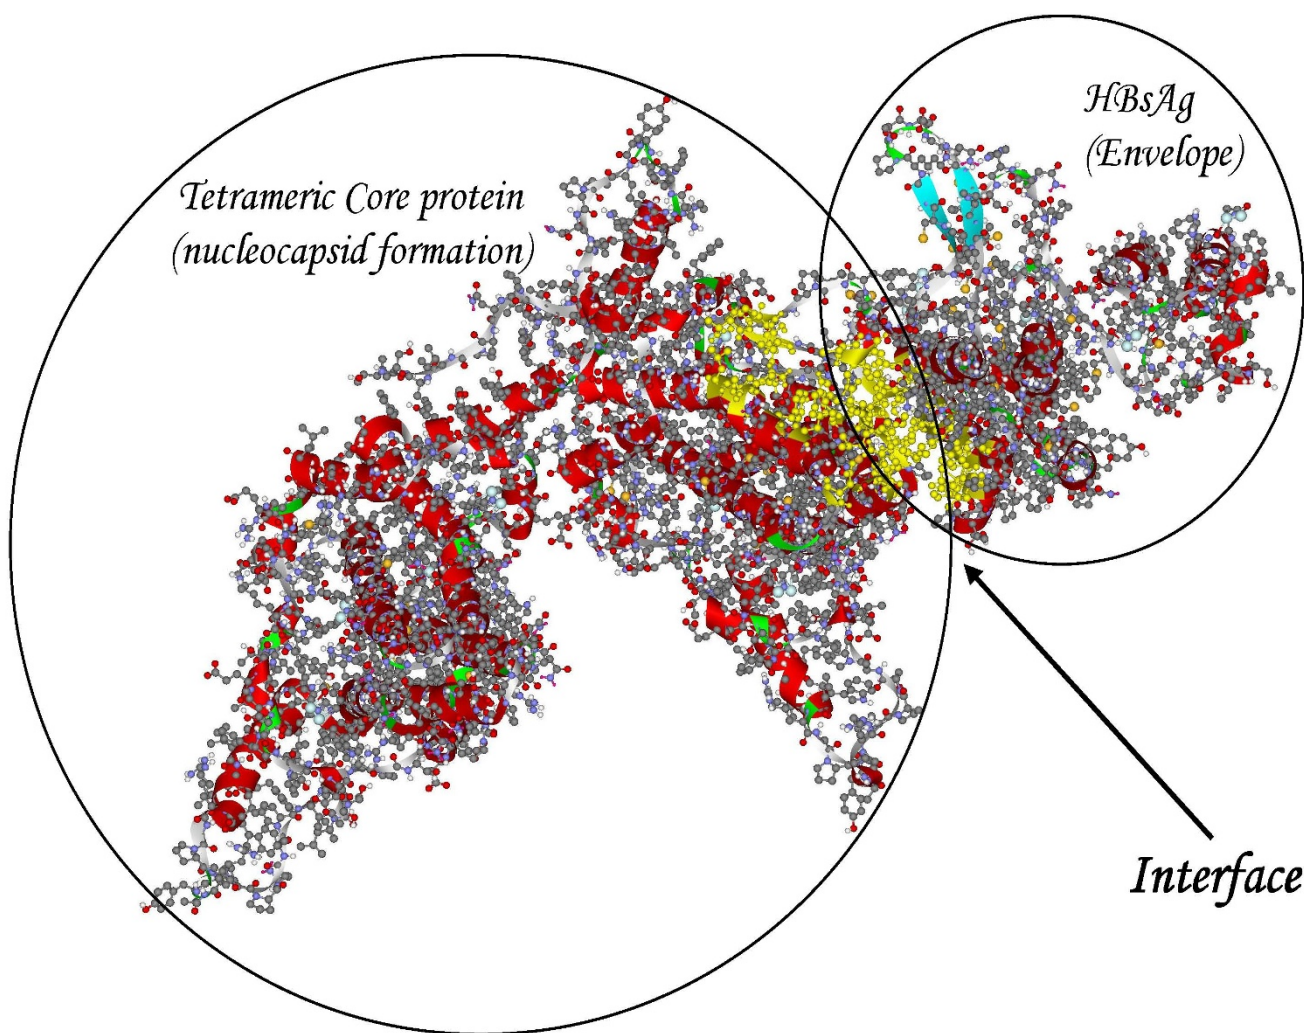 Tetrameric Core protein
(nucleocapsid formation)
HBsAg
(Envelope)
Interface